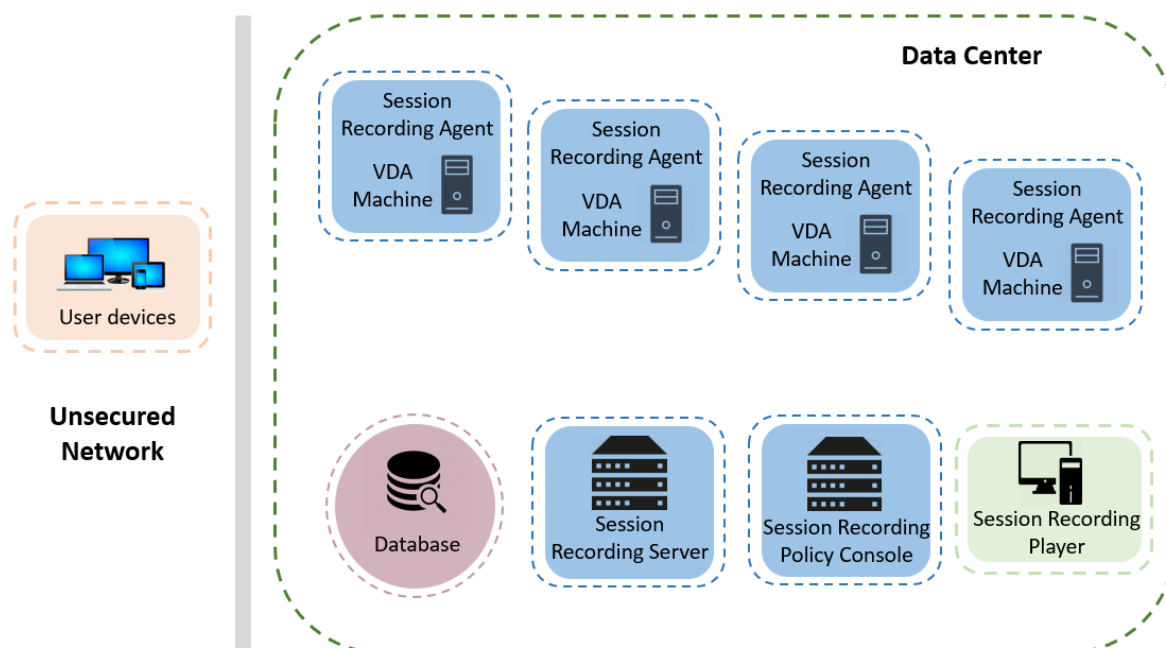 Data Center
Session
Recording Agent
VDA
Machine
Session
Recording Agent
VDA
Machine
Session
Recording Agent
VDA
Machine
Session
Recording Agent
VDA
Machine
User devices
Unsecured
Network
Database
Session
Recording Server
Session Recording
Policy Console
Session Recording
Player